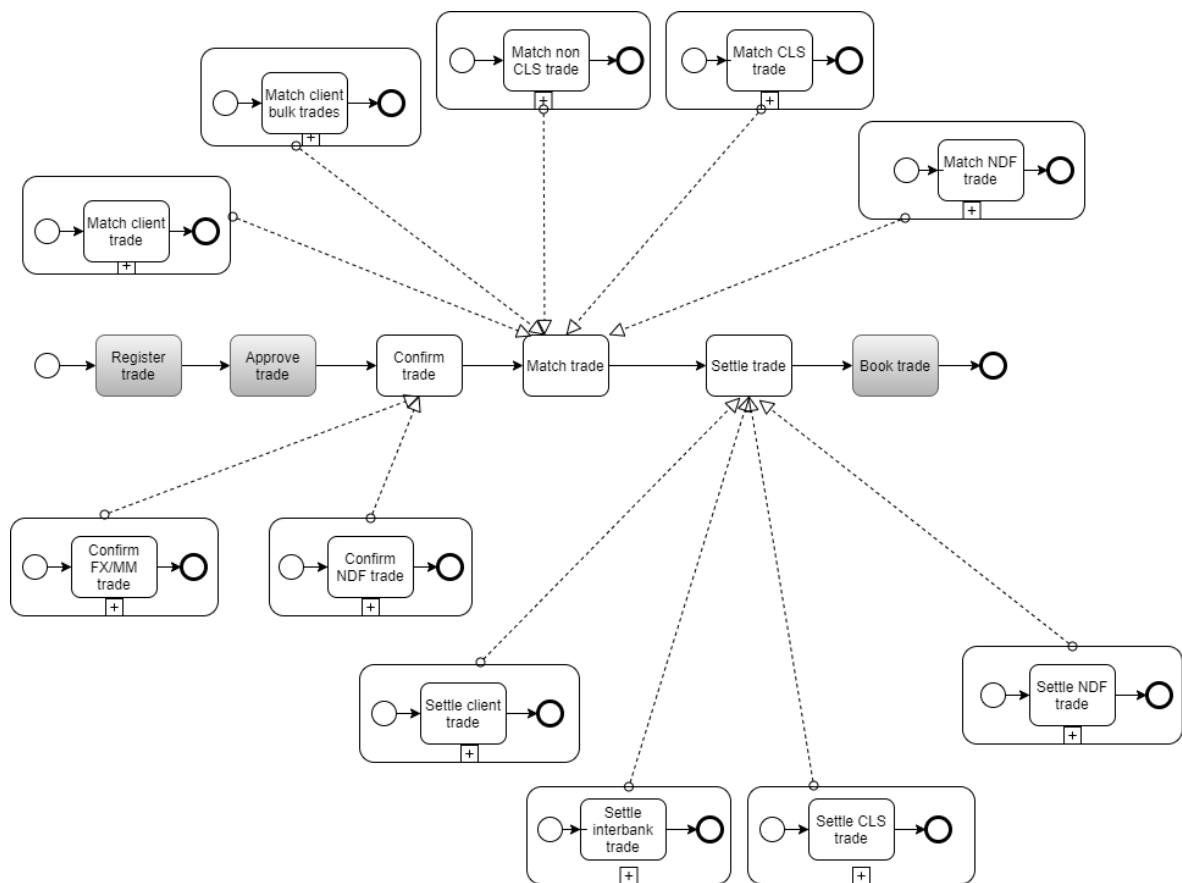 Match non
CLS trade
+
Match CLS
trade
+
Match client
bulk trades
+
Match NDF
trade
+
Match client
trade
+
Register
trade
Approve
trade
Confirm
trade
Match trade
Settle trade
Book trade
Confirm
FX/MM
trade
+
Confirm
NDF trade
+
Settle client
trade
+
Settle NDF
trade
+
Settle
interbank
trade
+
Settle CLS
trade
+